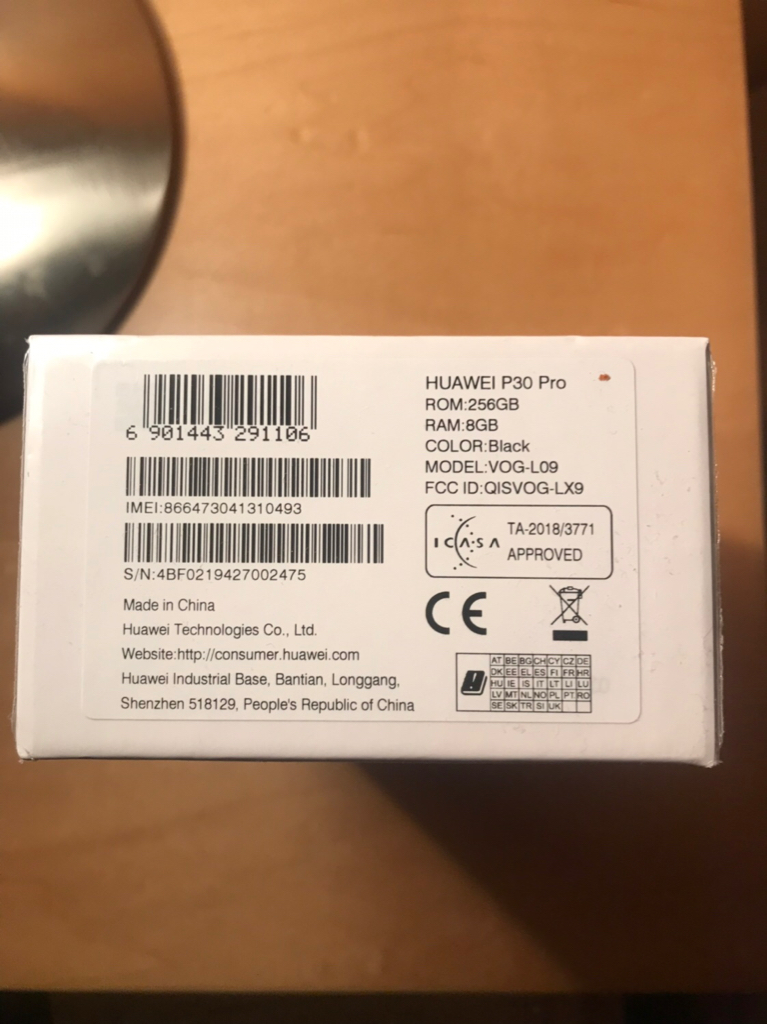 6 901443 291106
IMEI:866473041310493
S/N:4BF0219427002475
Made in China
Huawei Technologies Co., Ltd.
Website:http://consumer.huawei.com
Huawei Industrial Base, Bantian, Longgang,
Shenzhen 518129, People's Republic of China
HUAWEI P30 Pro
ROM:256GB
RAM:8GB
COLOR:Black
MODEL:VOG-L09
FCC ID:QISVOG-LX9
ICASA
TA-2018/3771
APPROVED
CE
AT BE BG CH CY CZ DE
DK EE EL ES FI FR HR
HU IE IS IT LT LI LU
LV MT NL NO PL PT RO
SE SK TR SI UK